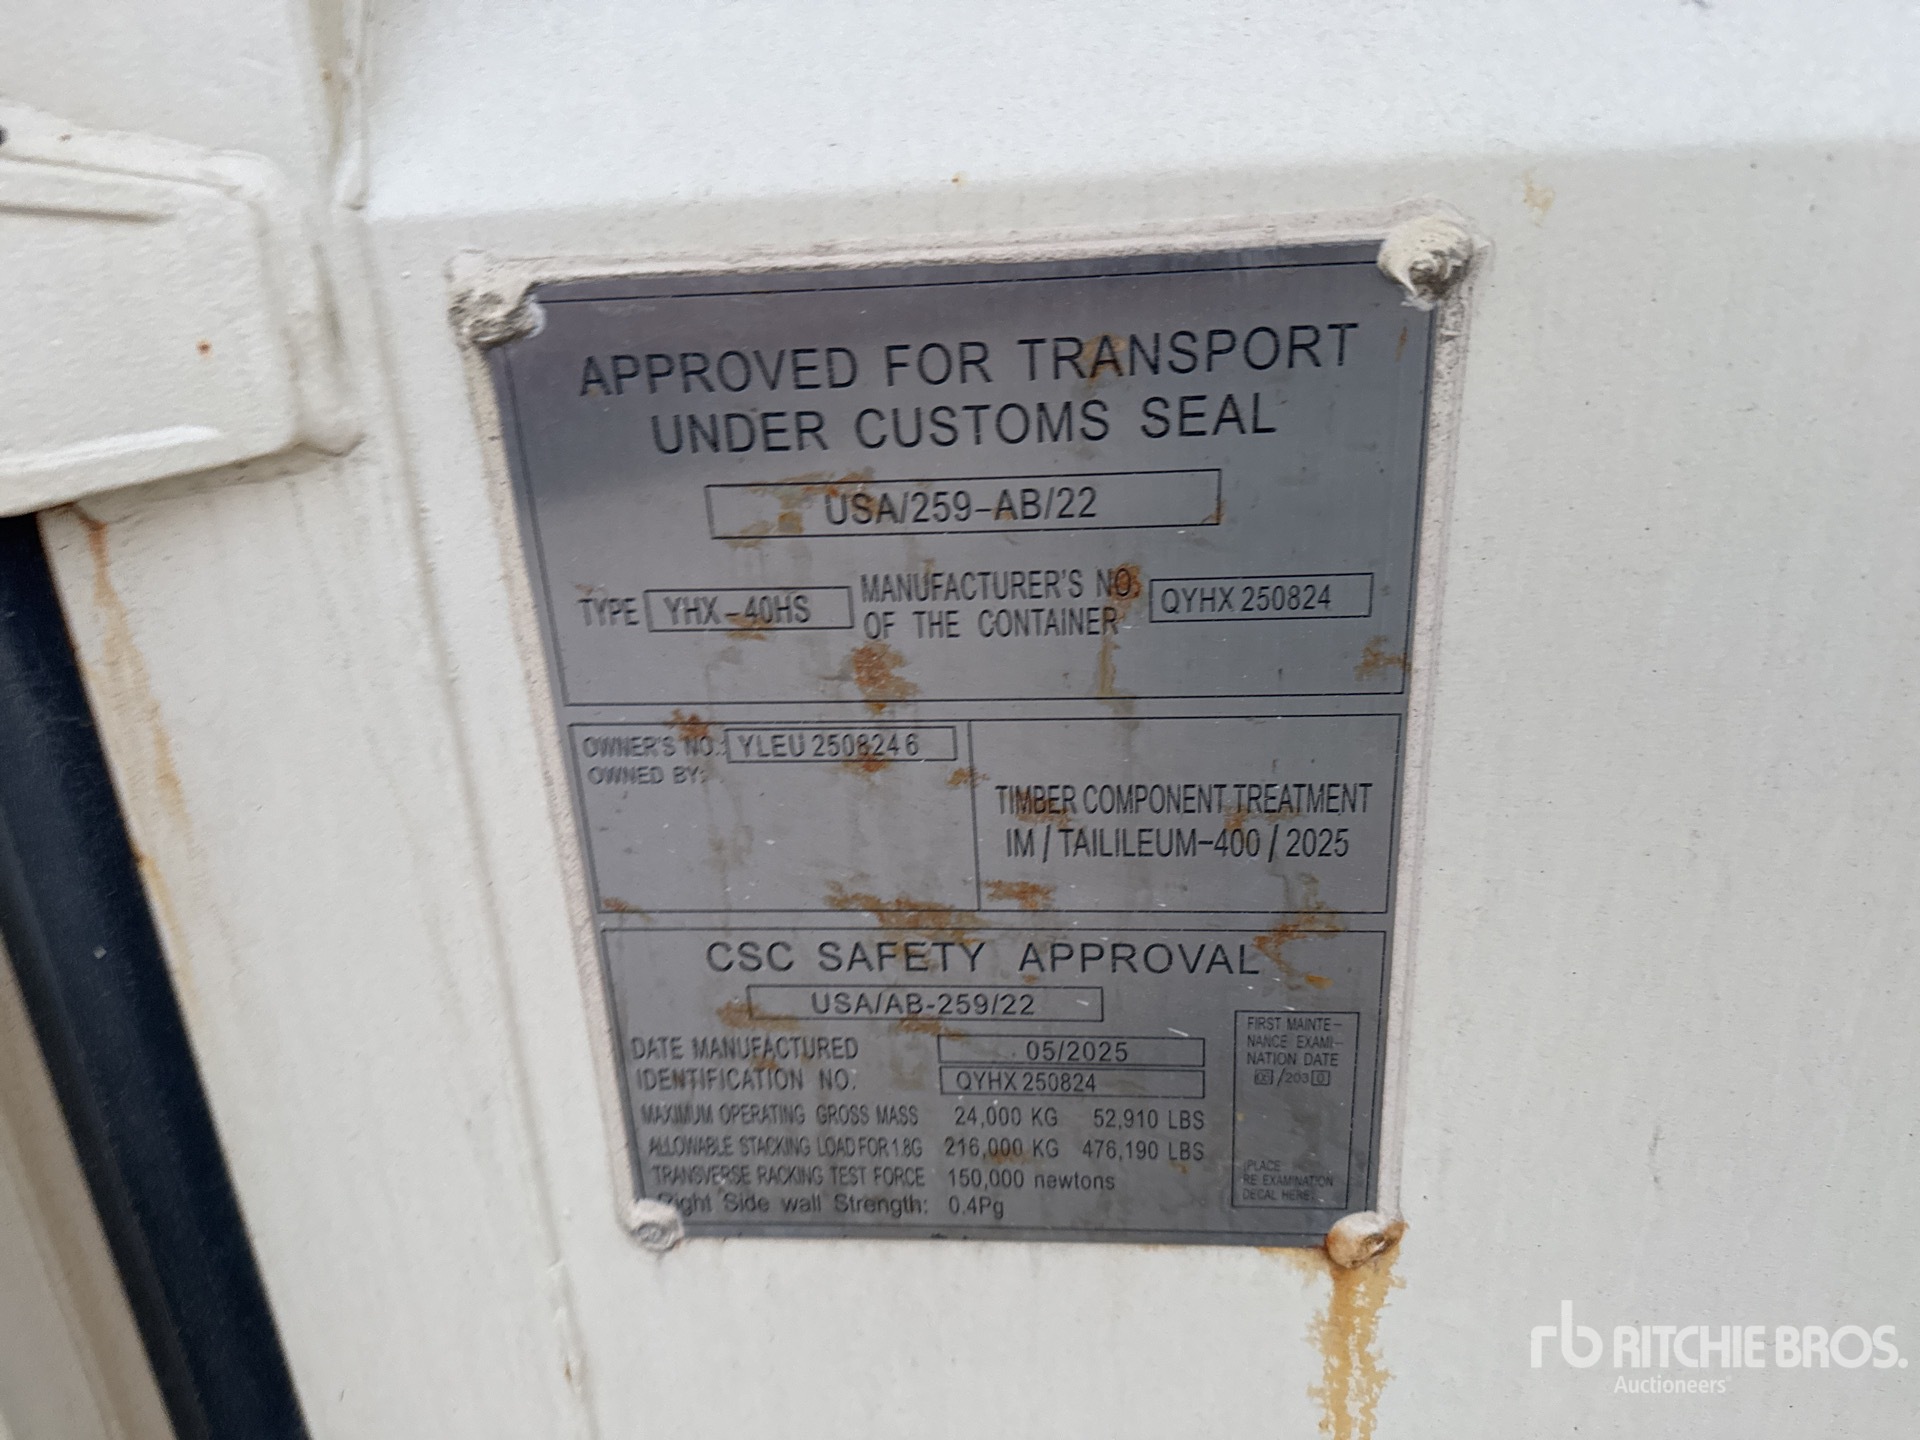 APPROVED FOR TRANSPORT
UNDER CUSTOMS SEAL
USA/259-AB/22
TYPE YHX-40HS
MANUFACTURER'S NO.
OF THE CONTAINER
QYHX 250824
OWNER'S NO.: YLEU 2508246
OWNED BY:
TIMBER COMPONENT TREATMENT
IM / TAILILEUM-400 / 2025
CSC SAFETY APPROVAL
USA/AB-259/22
DATE MANUFACTURED 05/2025
IDENTIFICATION NO. QYHX 250824
MAXIMUM OPERATING GROSS MASS 24,000 KG 52,910 LBS
ALLOWABLE STACKING LOAD FOR 1.8G 216,000 KG 476,190 LBS
TRANSVERSE RACKING TEST FORCE 150,000 newtons
Side wall Strength: 0.4Pg
FIRST MAINTE-
NANCE EXAMI-
NATION DATE
PLACE
RE EXAMINATION
DECAL HERE
rb RITCHIE BROS.
Auctioneers